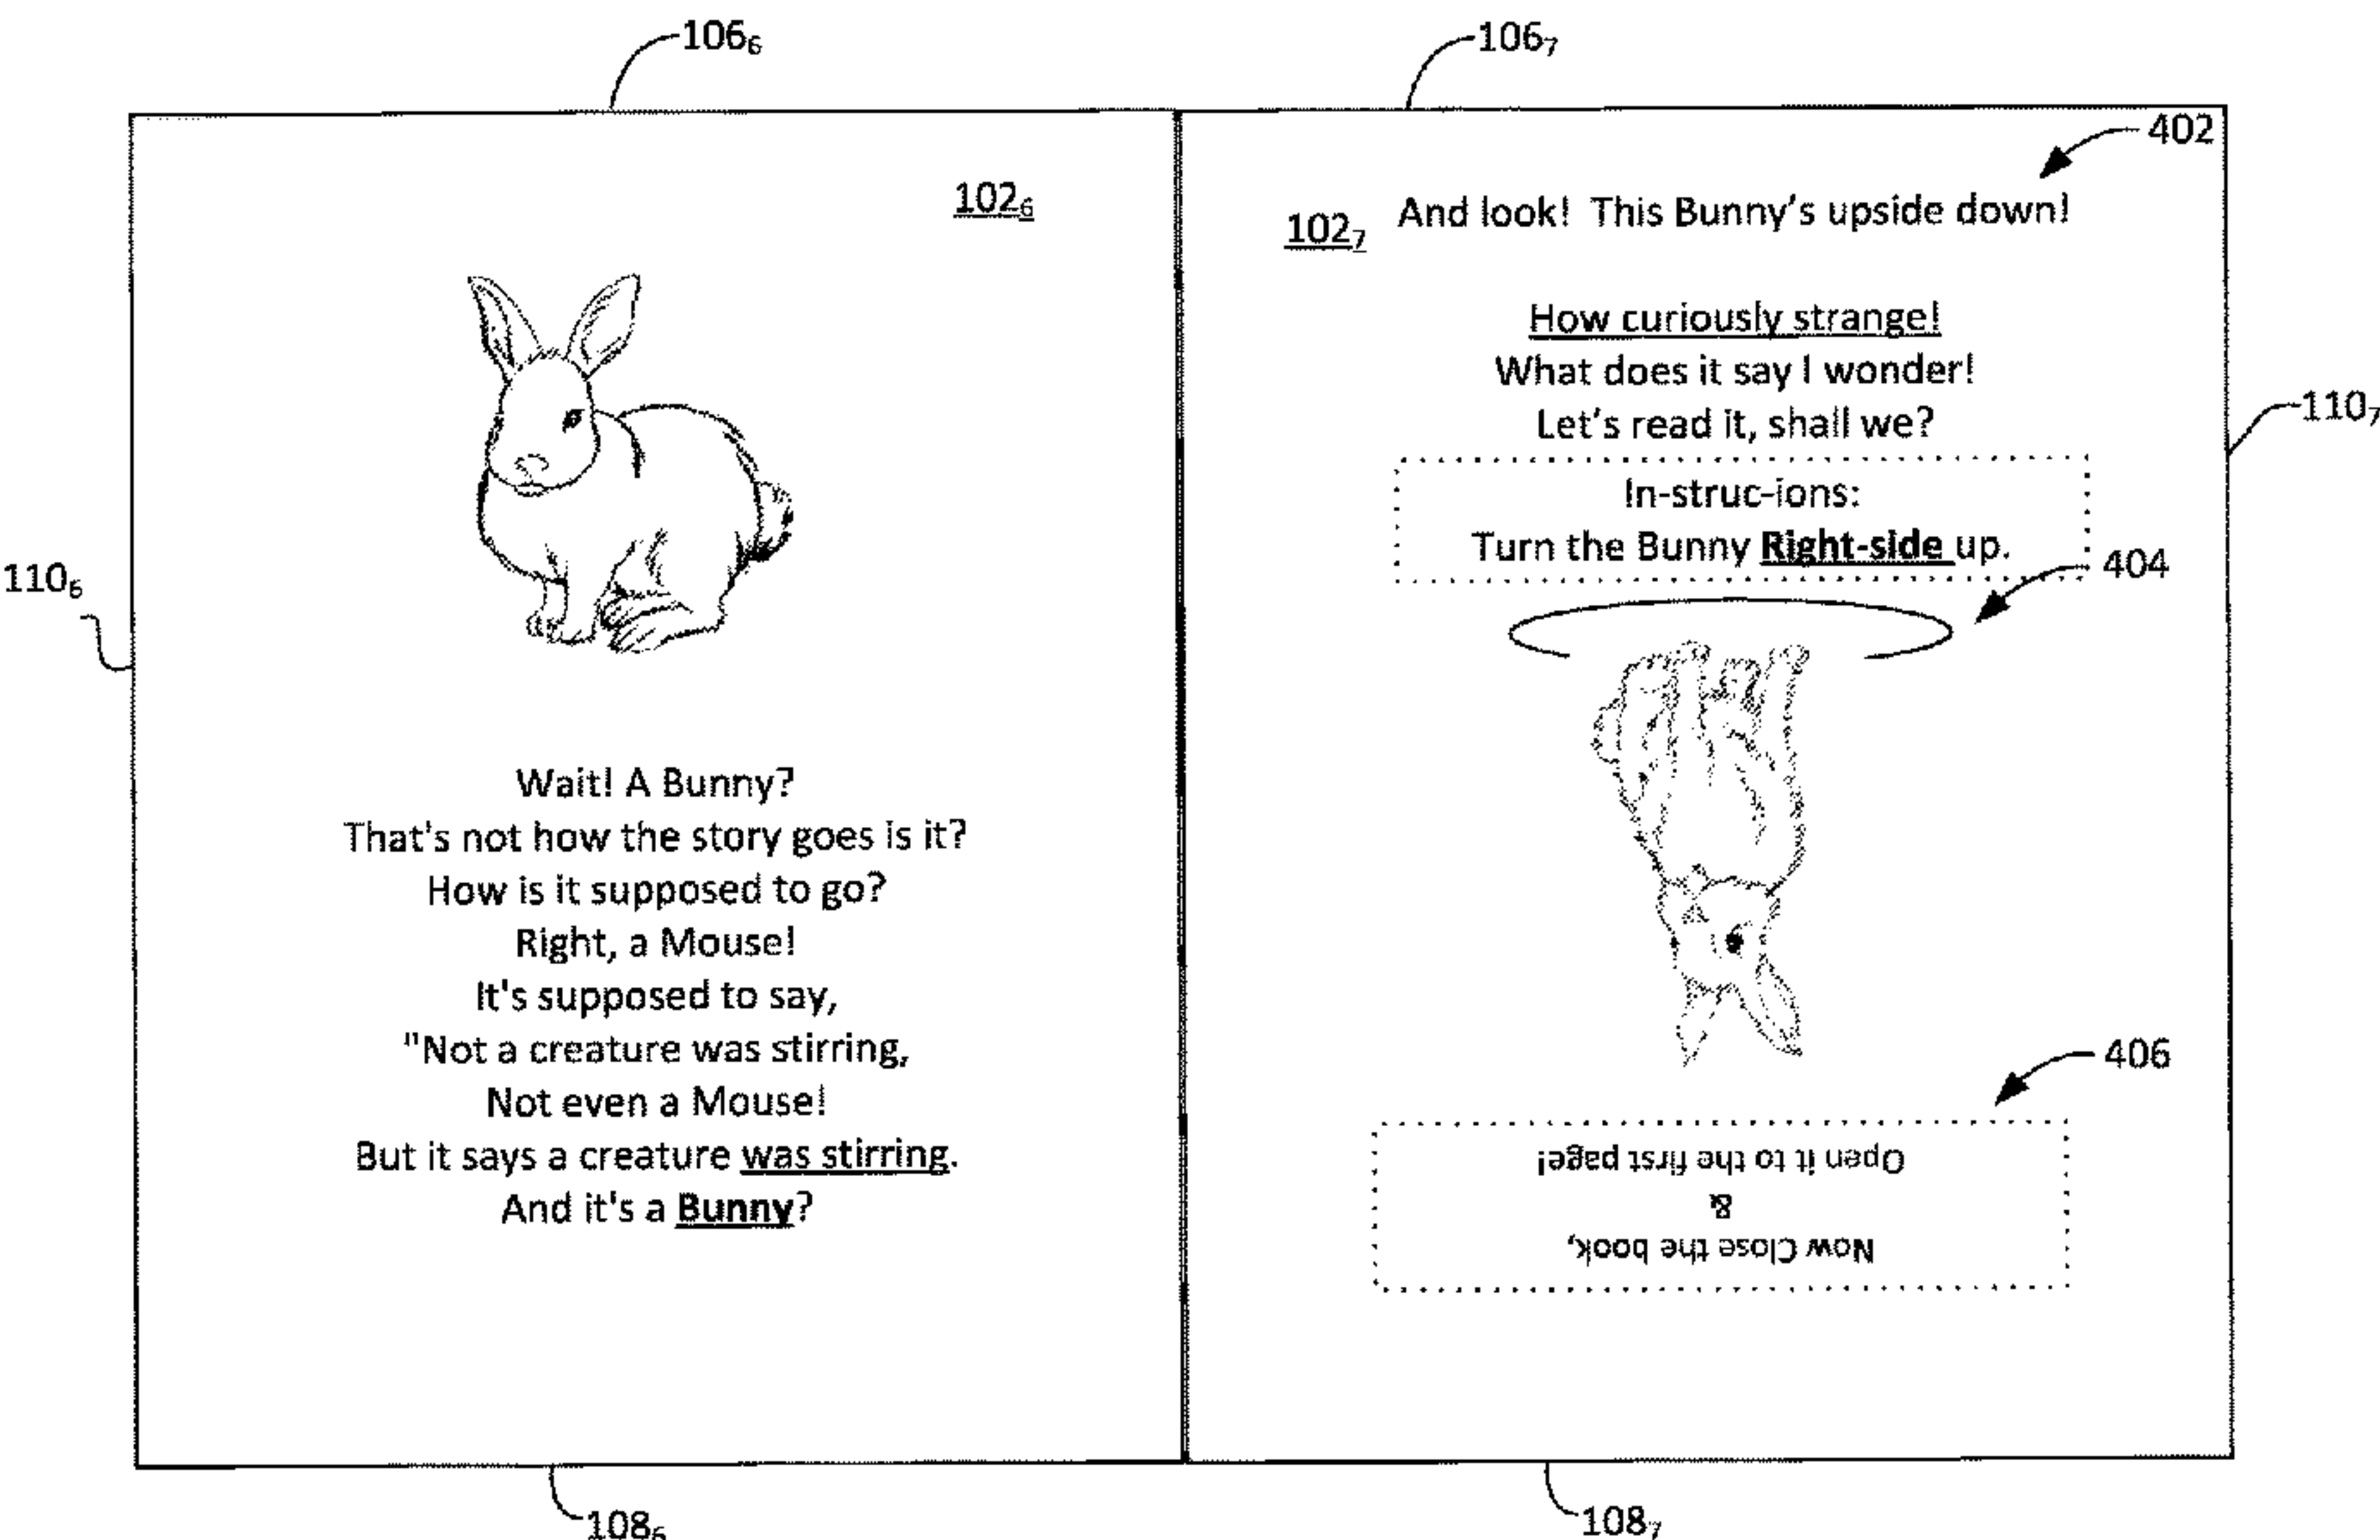 106₆
106₇
402
102₆
102₇
And look! This Bunny's upside down!
How curiously strange!
What does it say I wonder!
Let's read it, shall we?
110₇
In-struc-ions:
Turn the Bunny Right-side up.
404
110₆
Wait! A Bunny?
That's not how the story goes is it?
How is it supposed to go?
Right, a Mouse!
It's supposed to say,
"Not a creature was stirring,
Not even a Mouse!
But it says a creature was stirring.
And it's a Bunny?
406
Now Close the book,
&
Open it to the first page!
108₆
108₇